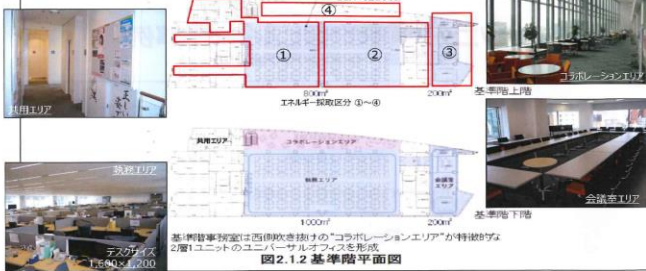 共用エリア
④
①
②
③
800㎡
200㎡
エネルギー採取区分 ①~④
コラボレーションエリア
基準階上階
共用エリア
コラボレーションエリア
執務エリア
会議室
エリア
1000㎡
200㎡
執務エリア
デスクサイズ
1,600×1,200
会議室エリア
基準階下階
基準階事務室は西側吹き抜けの"コラボレーションエリア"が特徴的な
2層1ユニットのユニバーサルオフィスを形成
図2.1.2 基準階平面図